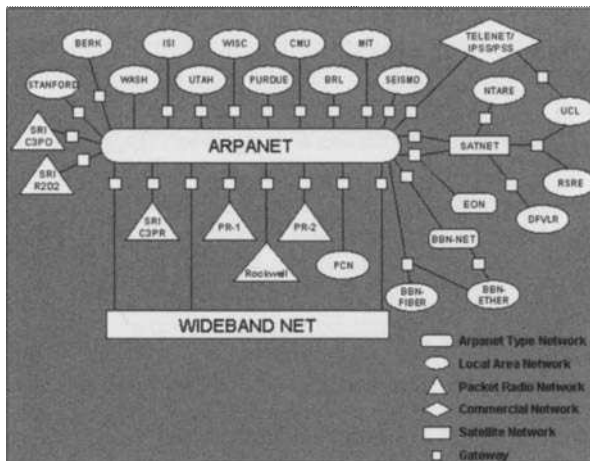 BERK
ISI
WISC
CMU
MIT
TELENET/
IPSS/PSS
STANFORD
WASH
UTAH
PURDUE
BRL
SEISMO
NTARE
UCL
SRI
C3PO
ARPANET
SATNET
SRI
R2D2
RSRE
EON
DFVLR
SRI
C3PR
PR-1
PR-2
BBN-NET
Rockwell
FCN
BBN-
FIBER
BBN-
ETHER
WIDEBAND NET
Arpanet Type Network
Local Area Network
Packet Radio Network
Commercial Network
Satellite Network
Gateway